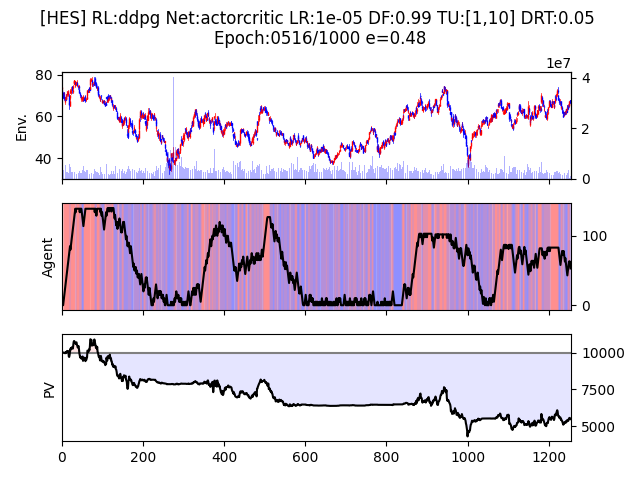 [HES] RL:ddpg Net:actorcritic LR:1e-05 DF:0.99 TU:[1,10] DRT:0.05
Epoch:0516/1000 e=0.48
1e7
80
60
40
Env.
4
2
0
Agent
100
0
PV
10000
7500
5000
0 200 400 600 800 1000 1200